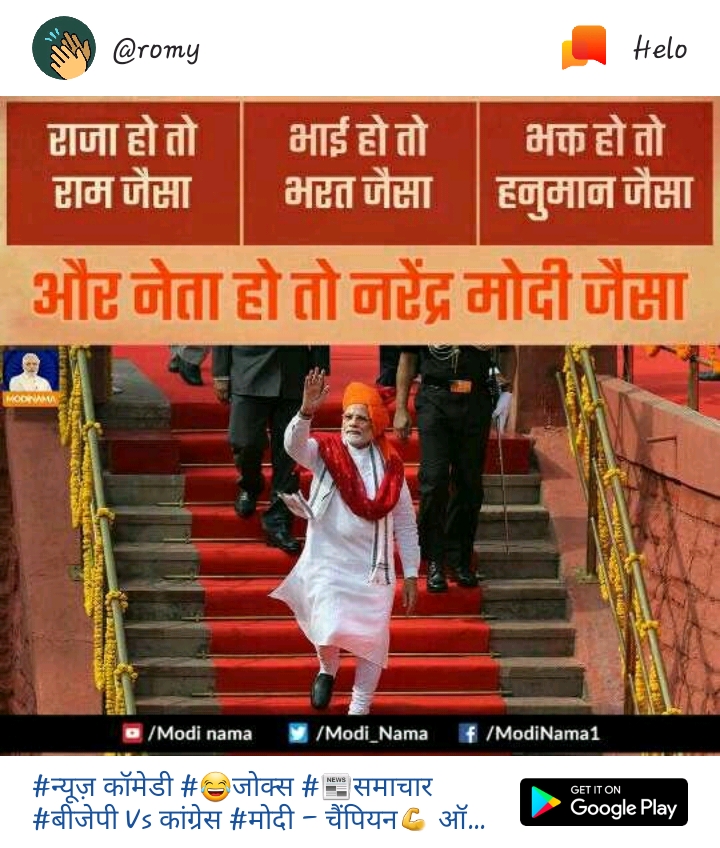 @romy
Helo
राजा हो तो
राम जैसा
भाई हो तो
भरत जैसा
भक्त हो तो
हनुमान जैसा
और नेता हो तो नरेंद्र मोदी जैसा
MODINAMA
/Modi nama /Modi_Nama /ModiNama1
#न्यूज़ कॉमेडी #😂जोक्स #📰समाचार
#बीजेपी Vs कांग्रेस #मोदी - चैंपियन💪 ऑ...
GET IT ON
Google Play